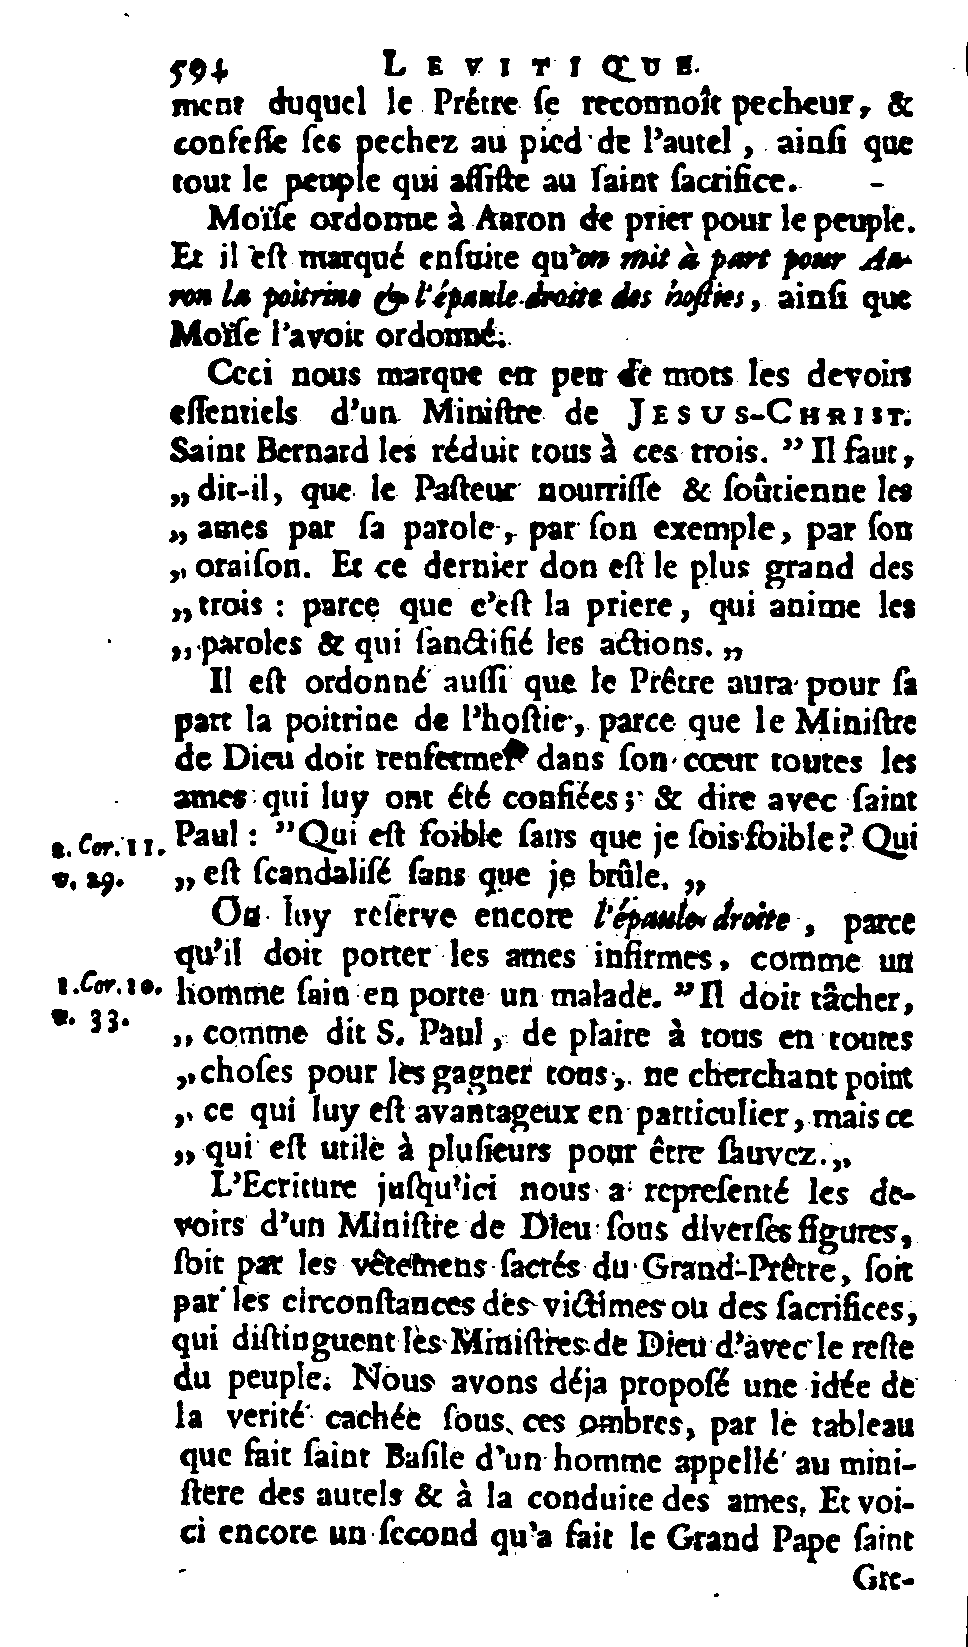 594 LEVITIQUE.
ment duquel le Prétre ſe reconnoît pecheur, &
confeſſe ſes pechez au pied de l'autel, ainſi que
tout le peuple qui aſſiſte au ſaint ſacrifice.
Moïſe ordonne à Aaron de prier pour le peuple.
Et il eſt marqué enſuite qu'on mit à part pour Aa-
ron la poitrine & l'épaule droite des hoſties, ainſi que
Moïſe l'avoit ordonné.
Ceci nous marque en peu de mots les devoirs
eſſentiels d'un Miniſtre de JESUS-CHRIST.
Saint Bernard les réduit tous à ces trois. ” Il faut,
„ dit-il, que le Paſteur nourriſſe & ſoûtienne les
„ ames par ſa parole, par ſon exemple, par ſon
„ oraiſon. Et ce dernier don eſt le plus grand des
„ trois : parce que c'eſt la priere, qui anime les
„ paroles & qui ſanctifié les actions. „
Il eſt ordonné auſſi que le Prêtre aura pour ſa
part la poitrine de l'hoſtie, parce que le Miniſtre
de Dieu doit renfermer dans ſon cœur toutes les
ames qui luy ont été confiées; & dire avec ſaint
2. Cor. 11. Paul : ” Qui eſt foible ſans que je ſois foible? Qui
v. 29. „ eſt ſcandaliſé ſans que je brûle. „
On luy reſerve encore l'épaule droite, parce
qu'il doit porter les ames infirmes, comme un
1. Cor. 10. homme ſain en porte un malade. ” Il doit tâcher,
v. 33. „ comme dit S. Paul, de plaire à tous en toutes
„ choſes pour les gagner tous, ne cherchant point
„ ce qui luy eſt avantageux en particulier, mais ce
„ qui eſt utile à pluſieurs pour être ſauvez. „
L'Ecriture juſqu'ici nous a repreſenté les de-
voirs d'un Miniſtre de Dieu ſous diverſes figures,
ſoit par les vêtemens ſacrés du Grand-Prêtre, ſoit
par les circonſtances des victimes ou des ſacrifices,
qui diſtinguent les Miniſtres de Dieu d'avec le reſte
du peuple. Nous avons déja propoſé une idée de
la verité cachée ſous ces ombres, par le tableau
que fait ſaint Baſile d'un homme appellé au mini-
ſtere des autels & à la conduite des ames. Et voi-
ci encore un ſecond qu'a fait le Grand Pape ſaint
Gre-